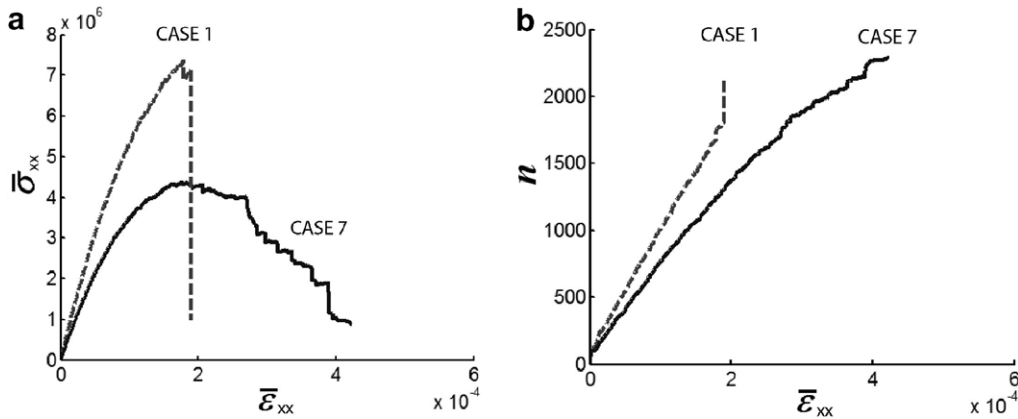 a
x 10⁶
CASE 1
8
7
6
5
4
3
2
1
0
σ̅xx
CASE 7
0 2 4 6
ε̅xx
x 10⁻⁴
b
CASE 1
CASE 7
2500
2000
1500
1000
500
0
n
0 2 4 6
ε̅xx
x 10⁻⁴